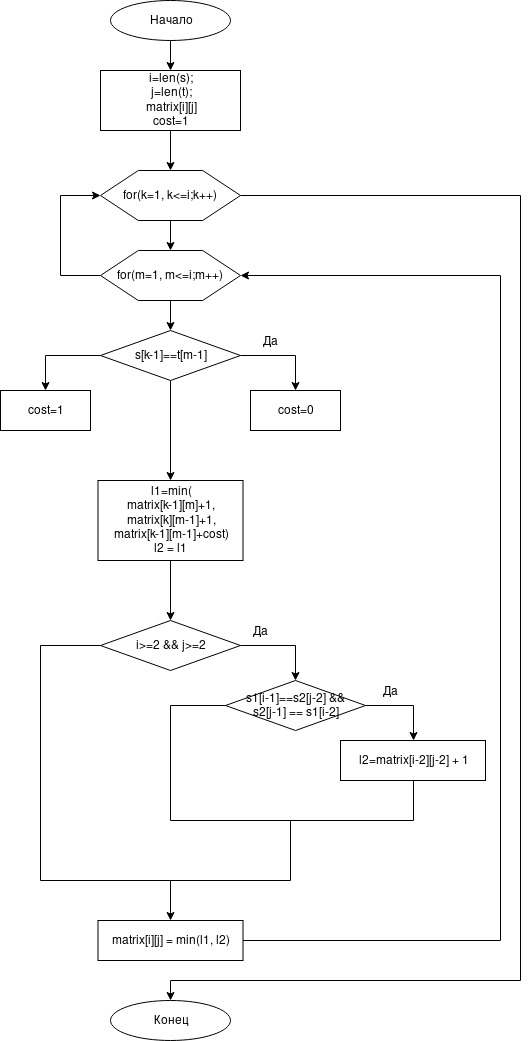 Начало
i=len(s);
j=len(t);
matrix[i][j]
cost=1
for(k=1, k<=i;k++)
for(m=1, m<=i;m++)
s[k-1]==t[m-1]
Да
cost=1
cost=0
l1=min(
matrix[k-1][m]+1,
matrix[k][m-1]+1,
matrix[k-1][m-1]+cost)
l2 = l1
i>=2 && j>=2
Да
s1[i-1]==s2[j-2] &&
s2[j-1] == s1[i-2]
Да
l2=matrix[i-2][j-2] + 1
matrix[i][j] = min(l1, l2)
Конец